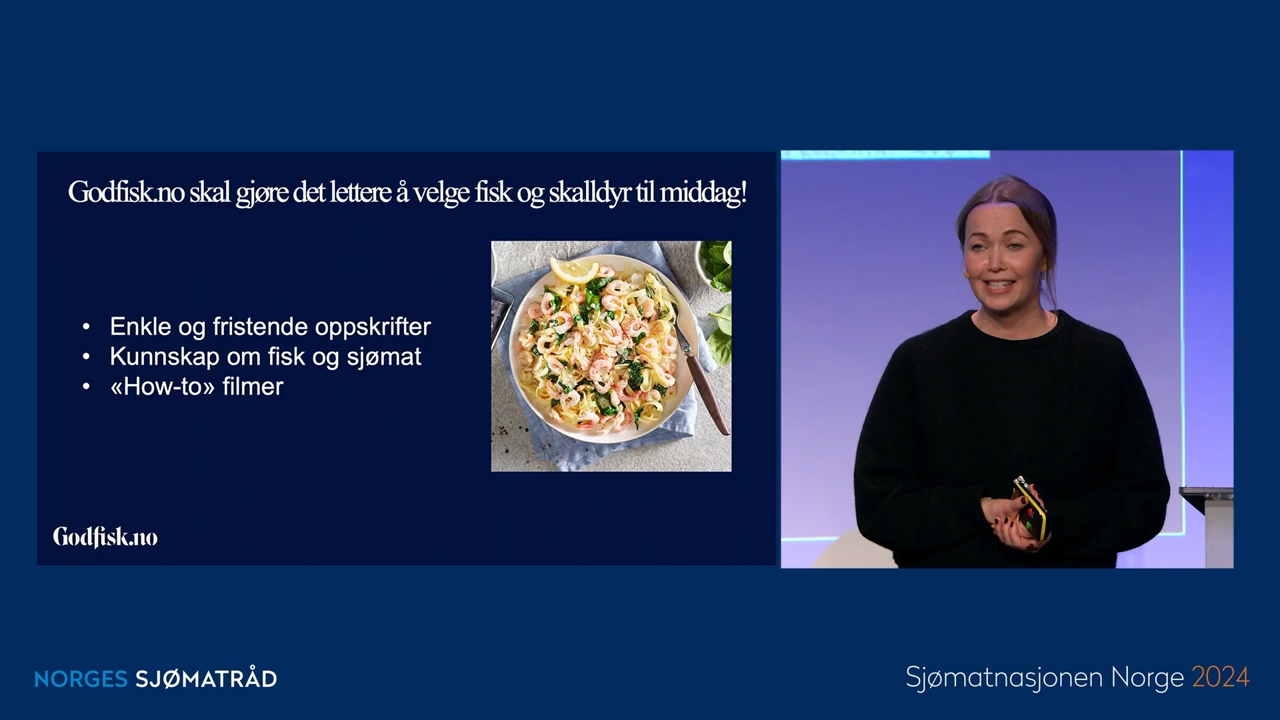 Godfisk.no skal gjøre det lettere å velge fisk og skalldyr til middag!
• Enkle og fristende oppskrifter
• Kunnskap om fisk og sjømat
• «How-to» filmer
Godfisk.no
NORGES SJØMATRÅD
Sjømatnasjonen Norge 2024